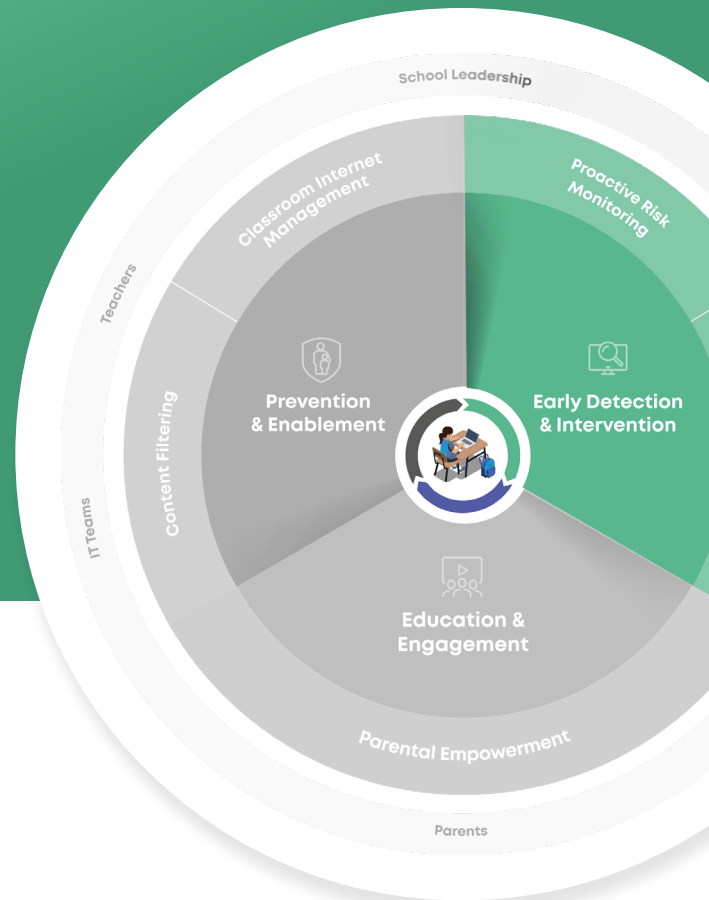 School Leadership
Classroom Internet
Management
Proactive Risk
Monitoring
Teachers
Content Filtering
IT Teams
Prevention
& Enablement
Early Detection
& Intervention
Education &
Engagement
Parental Empowerment
Parents